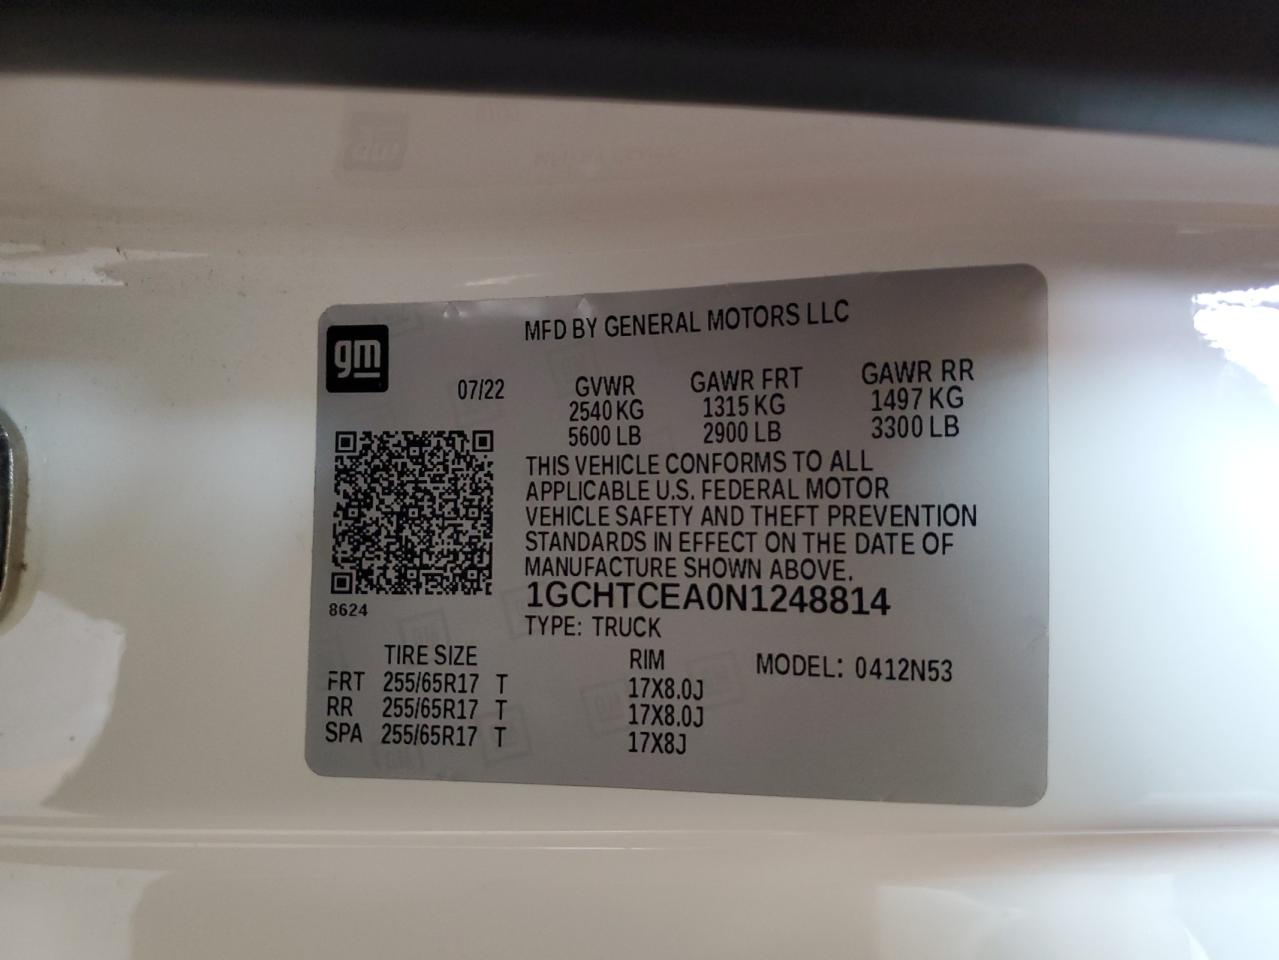 MFD BY GENERAL MOTORS LLC
gm
07/22 GVWR GAWR FRT GAWR RR
2540 KG 1315 KG 1497 KG
5600 LB 2900 LB 3300 LB
THIS VEHICLE CONFORMS TO ALL
APPLICABLE U.S. FEDERAL MOTOR
VEHICLE SAFETY AND THEFT PREVENTION
STANDARDS IN EFFECT ON THE DATE OF
MANUFACTURE SHOWN ABOVE.
1GCHTCEA0N1248814
8624
TYPE: TRUCK
TIRE SIZE RIM MODEL: 0412N53
FRT 255/65R17 T 17X8.0J
RR 255/65R17 T 17X8.0J
SPA 255/65R17 T 17X8J